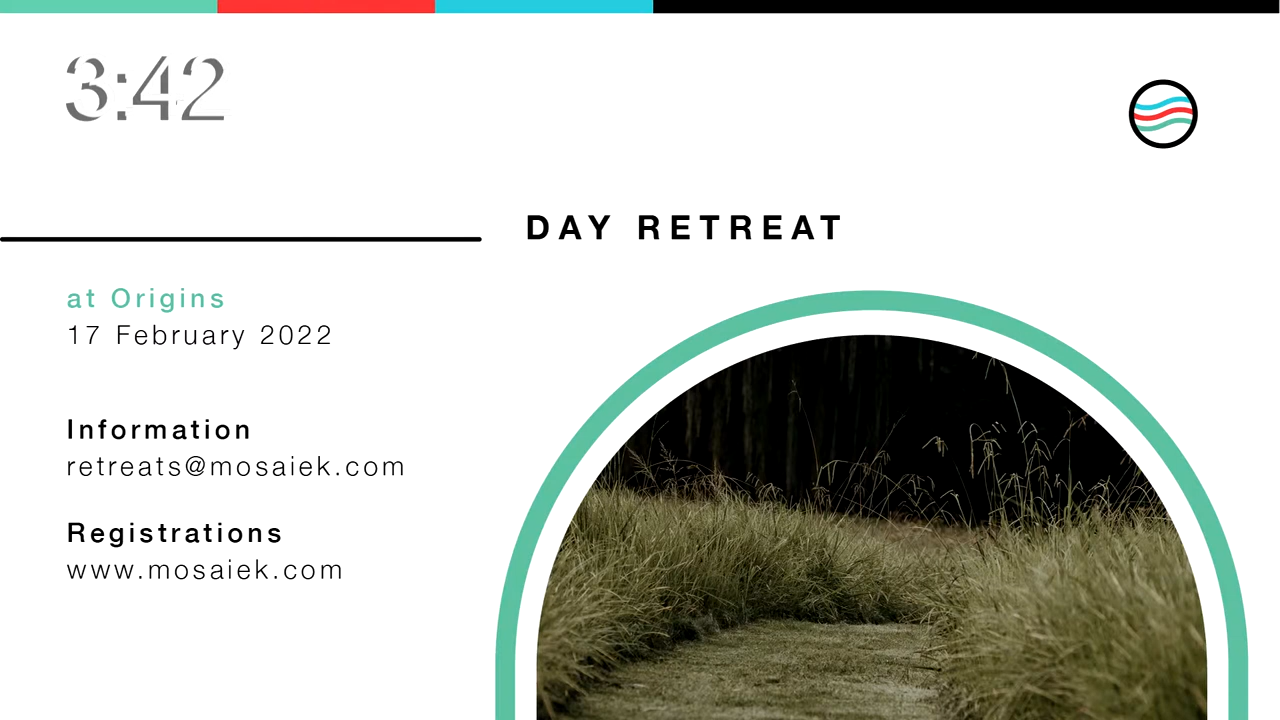 3:42
DAY RETREAT
at Origins
17 February 2022
Information
retreats@mosaiek.com
Registrations
www.mosaiek.com